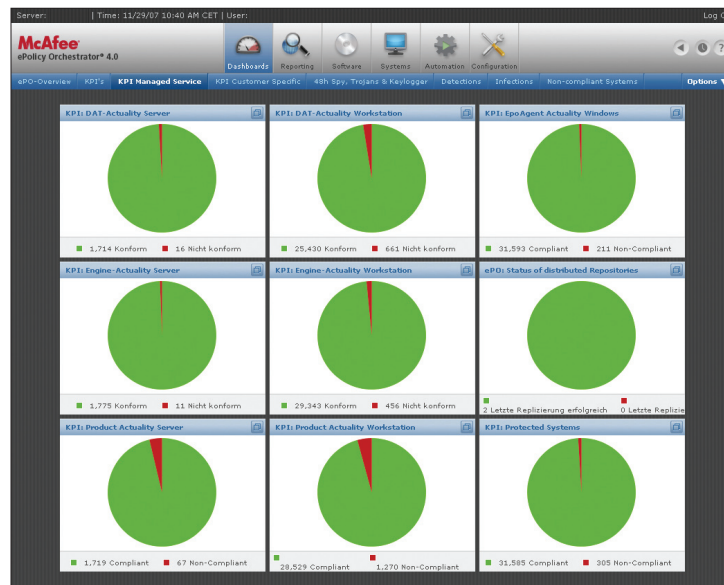 Server: | Time: 11/29/07 10:40 AM CET | User: Log O
McAfee
ePolicy Orchestrator® 4.0
Dashboards Reporting Software Systems Automation Configuration
ePO-Overview KPI's KPI Managed Service KPI Customer Specific 48h Spy, Trojans & Keylogger Detections Infections Non-compliant Systems Options
KPI: DAT-Actuality Server KPI: DAT-Actuality Workstation KPI: EpoAgent Actuality Windows
1,714 Konform 16 Nicht konform 25,430 Konform 661 Nicht konform 31,593 Compliant 211 Non-Compliant
KPI: Engine-Actuality Server KPI: Engine-Actuality Workstation ePO: Status of distributed Repositories
1,775 Konform 11 Nicht konform 29,343 Konform 456 Nicht konform 2 Letzte Replizierung erfolgreich 0 Letzte Replizie
KPI: Product Actuality Server KPI: Product Actuality Workstation KPI: Protected Systems
1,719 Compliant 67 Non-Compliant 28,529 Compliant 1,270 Non-Compliant 31,585 Compliant 305 Non-Compliant